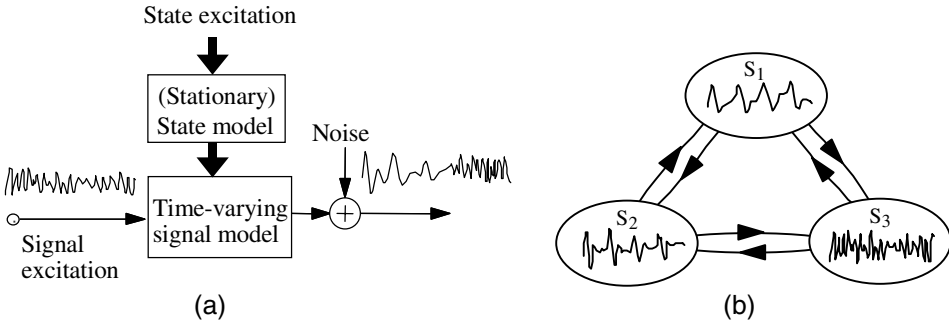 State excitation
(Stationary)
State model
Noise
Time-varying
signal model
+
Signal
excitation
(a)
S1
S2
S3
(b)